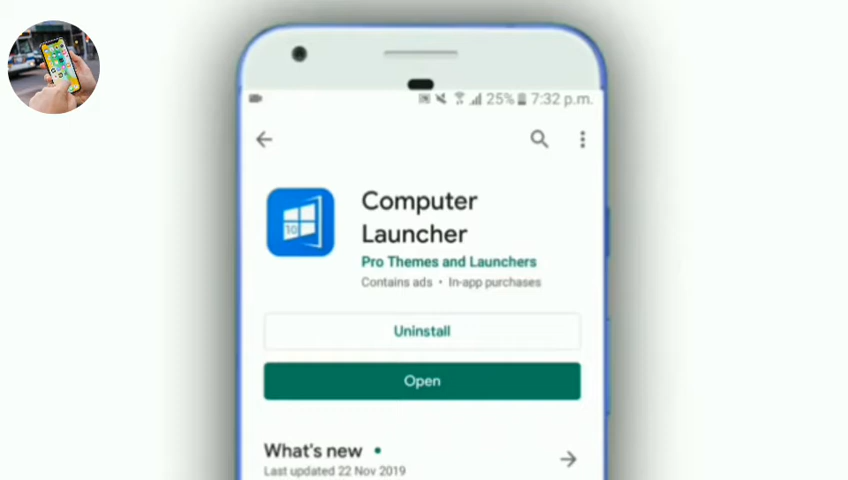 25% 7:32 p.m.
10
Computer
Launcher
Pro Themes and Launchers
Contains ads • In-app purchases
Uninstall
Open
What's new •
Last updated 22 Nov 2019